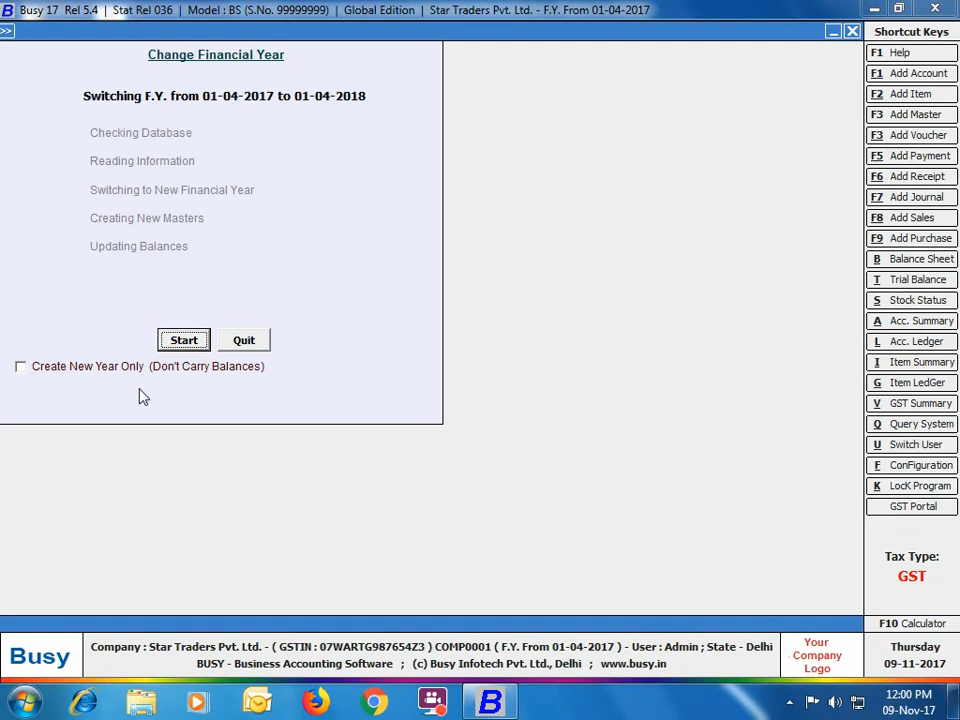 Busy 17 Rel 5.4 | Stat Rel 036 | Model : BS (S.No. 99999999) | Global Edition | Star Traders Pvt. Ltd. - F.Y. From 01-04-2017
>>
Change Financial Year
Switching F.Y. from 01-04-2017 to 01-04-2018
Checking Database
Reading Information
Switching to New Financial Year
Creating New Masters
Updating Balances
Start Quit
Create New Year Only (Don't Carry Balances)
Shortcut Keys
F1 Help
F1 Add Account
F2 Add Item
F3 Add Master
F3 Add Voucher
F5 Add Payment
F6 Add Receipt
F7 Add Journal
F8 Add Sales
F9 Add Purchase
B Balance Sheet
T Trial Balance
S Stock Status
A Acc. Summary
L Acc. Ledger
I Item Summary
G Item LedGer
V GST Summary
Q Query System
U Switch User
F ConFiguration
K LocK Program
GST Portal
Tax Type:
GST
F10 Calculator
Busy
Company : Star Traders Pvt. Ltd. - ( GSTIN : 07WARTG987654Z3 ) COMP0001 ( F.Y. From 01-04-2017 ) - User : Admin ; State - Delhi
BUSY - Business Accounting Software ; (c) Busy Infotech Pvt. Ltd., Delhi ; www.busy.in
Your
Company
Logo
Thursday
09-11-2017
12:00 PM
09-Nov-17